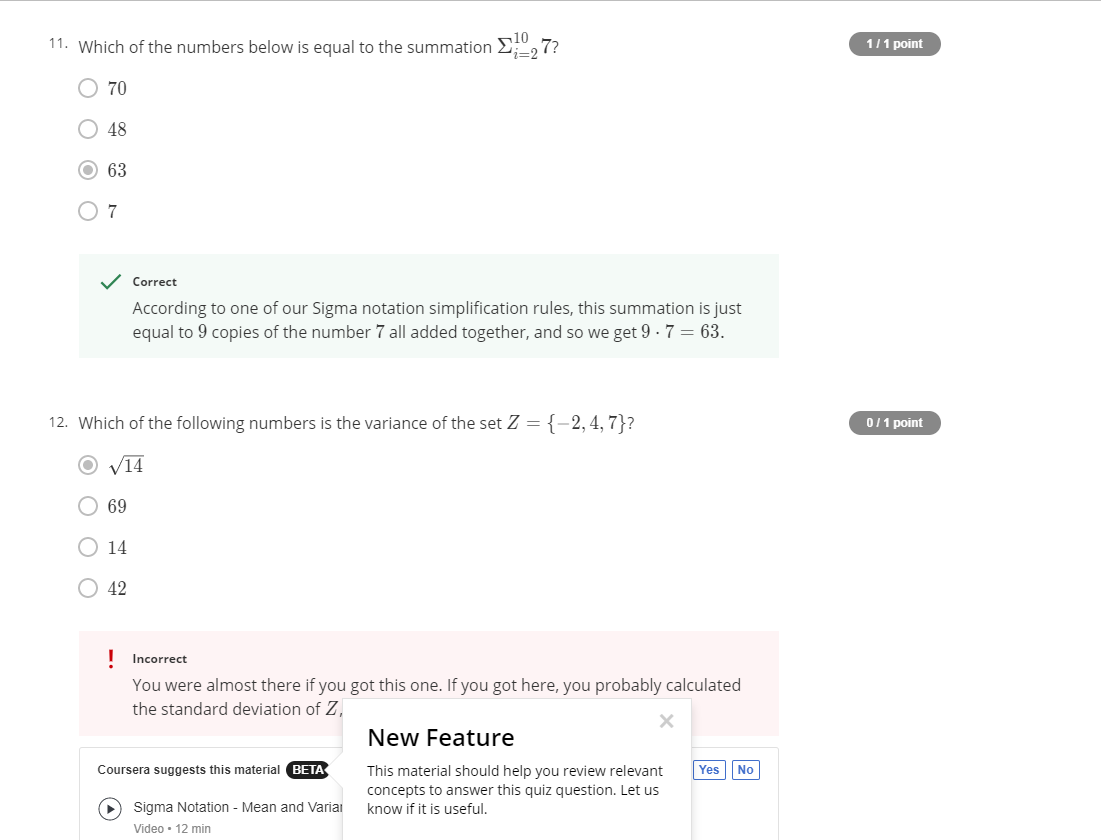 11. Which of the numbers below is equal to the summation Σ_{i=2}^{10} 7?
1 / 1 point
70
48
63
7
Correct
According to one of our Sigma notation simplification rules, this summation is just
equal to 9 copies of the number 7 all added together, and so we get 9 · 7 = 63.
12. Which of the following numbers is the variance of the set Z = {−2, 4, 7}?
0 / 1 point
√14
69
14
42
Incorrect
You were almost there if you got this one. If you got here, you probably calculated
the standard deviation of Z,
New Feature
This material should help you review relevant
concepts to answer this quiz question. Let us
know if it is useful.
Coursera suggests this material BETA
Yes No
Sigma Notation - Mean and
Video • 12 min